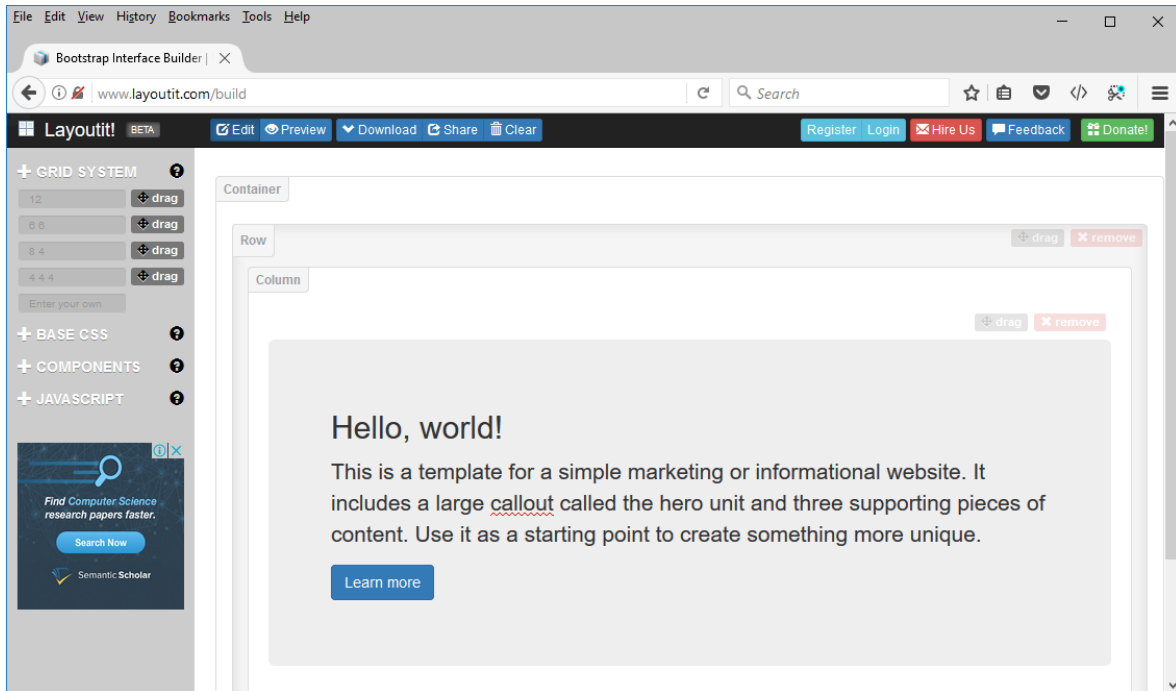 File Edit View History Bookmarks Tools Help
Bootstrap Interface Builder |
www.layoutit.com/build
Search
Layoutit! BETA
Edit Preview Download Share Clear
Register Login Hire Us Feedback Donate!
GRID SYSTEM
12 drag
6 6 drag
8 4 drag
4 4 4 drag
Enter your own
BASE CSS
COMPONENTS
JAVASCRIPT
Find Computer Science
research papers faster.
Search Now
Semantic Scholar
Container
Row
drag remove
Column
drag remove
Hello, world!
This is a template for a simple marketing or informational website. It
includes a large callout called the hero unit and three supporting pieces of
content. Use it as a starting point to create something more unique.
Learn more